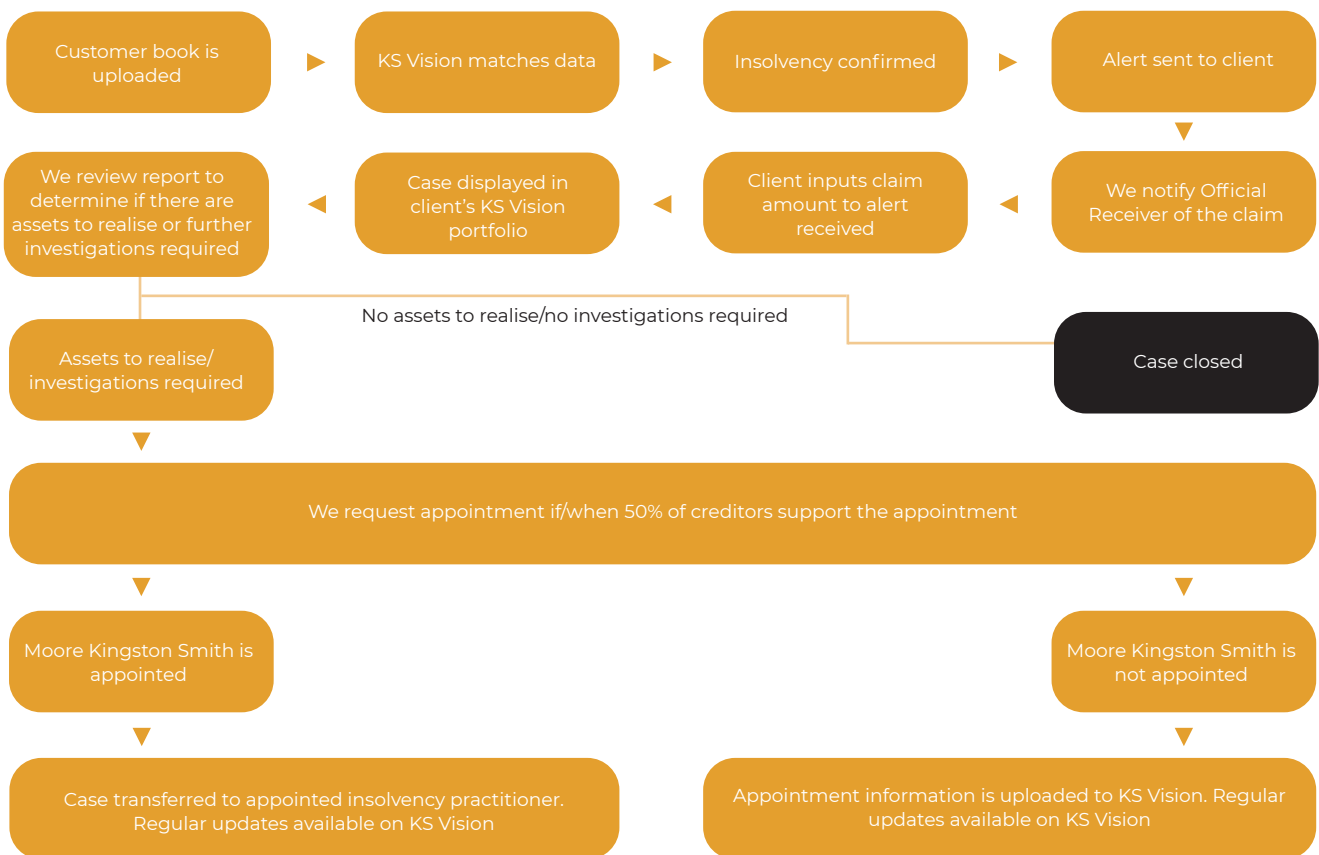 Customer book is
uploaded
KS Vision matches data
Insolvency confirmed
Alert sent to client
We notify Official
Receiver of the claim
Client inputs claim
amount to alert
received
Case displayed in
client’s KS Vision
portfolio
We review report to
determine if there are
assets to realise or further
investigations required
No assets to realise/no investigations required
Case closed
Assets to realise/
investigations required
We request appointment if/when 50% of creditors support the appointment
Moore Kingston Smith is
appointed
Moore Kingston Smith is
not appointed
Case transferred to appointed insolvency practitioner.
Regular updates available on KS Vision
Appointment information is uploaded to KS Vision. Regular
updates available on KS Vision